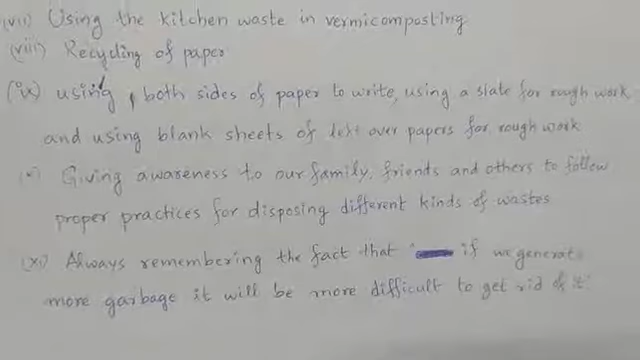 (vii) Using the kitchen waste in vermicomposting
(viii) Recycling of paper
(ix) using both sides of paper to write, using a slate for rough work
and using blank sheets of left over papers for rough work
(x) Giving awareness to our family, friends and others to follow
proper practices for disposing different kinds of wastes
(xi) Always remembering the fact that if we generate
more garbage it will be more difficult to get rid of it.